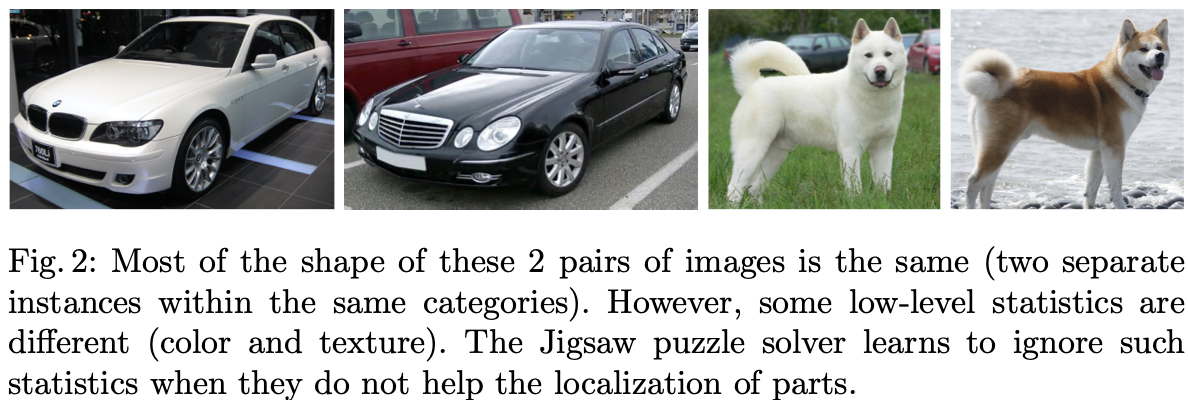 750Li
Fig. 2: Most of the shape of these 2 pairs of images is the same (two separate
instances within the same categories). However, some low-level statistics are
different (color and texture). The Jigsaw puzzle solver learns to ignore such
statistics when they do not help the localization of parts.